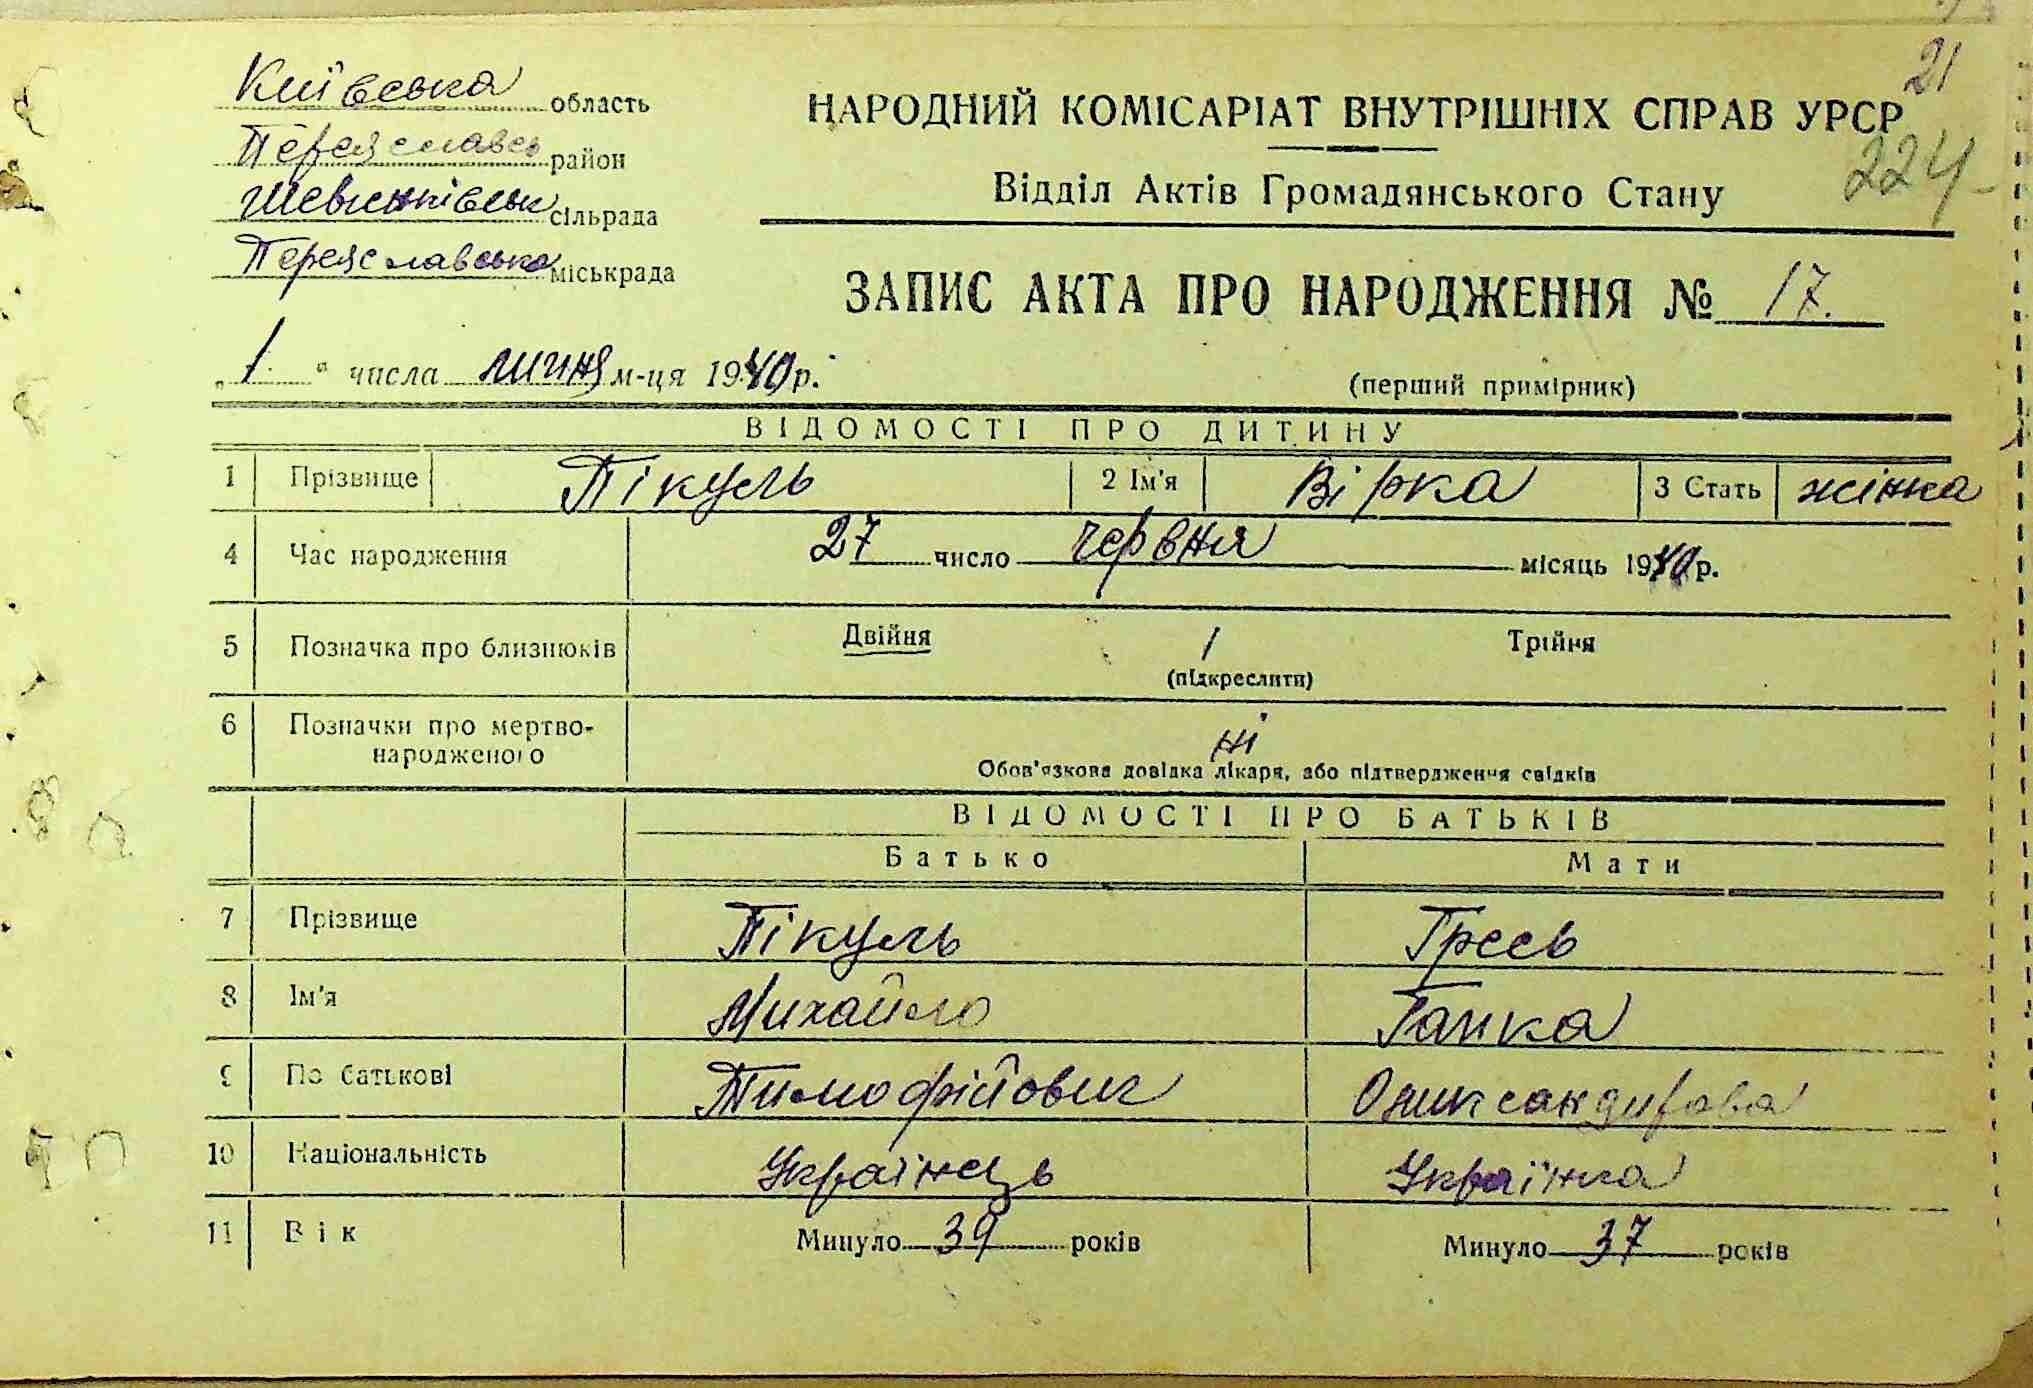 21
Київська область
НАРОДНИЙ КОМІСАРІАТ ВНУТРІШНІХ СПРАВ УРСР
Переяславсь район
224
Відділ Актів Громадянського Стану
Шевченківськ сільрада
Переяславська міськрада
ЗАПИС АКТА ПРО НАРОДЖЕННЯ № 17.
„1" числа липня м-ця 1940 р.
(перший примірник)
ВІДОМОСТІ ПРО ДИТИНУ
1 Прізвище Пікуль 2 Ім'я Вірка 3 Стать жінка
4 Час народження 27 число червня місяць 1940 р.
5 Позначка про близнюків Двійня / Трійня
(підкреслити)
6 Позначки про мертво-
народженого ні
Обов'язкова довідка лікаря, або підтвердження свідків
ВІДОМОСТІ ПРО БАТЬКІВ
Батько Мати
7 Прізвище Пікуль
8 Ім'я Михайло Гапка
9 По батькові Тимофійович
10 Національність Українець Українка
11 Вік Минуло 39 років Минуло 37 років